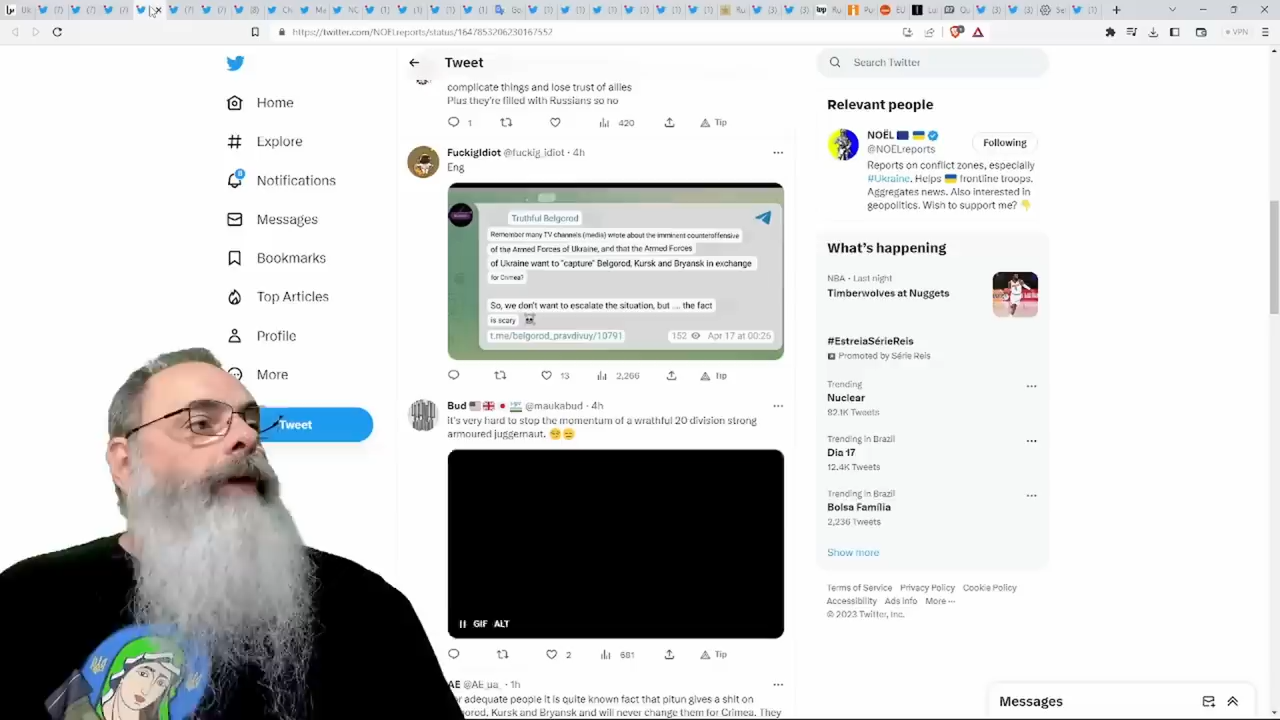 https://twitter.com/NOELreports/status/1647853206230167552
VPN
Home
Explore
8
Notifications
Messages
Bookmarks
Top Articles
Profile
More
Tweet
Tweet
complicate things and lose trust of allies
Plus they're filled with Russians so no
1
420
Tip
FuckigIdiot @fuckig_idiot · 4h
Eng
Truthful Belgorod
Remember many TV channels (media) wrote about the imminent counteroffensive
of the Armed Forces of Ukraine, and that the Armed Forces
of Ukraine want to "capture" Belgorod, Kursk and Bryansk in exchange
for Crimea?
So, we don't want to escalate the situation, but .... the fact
is scary
t.me/belgorod_pravdivuy/10791
152 Apr 17 at 00:26
13
2,266
Tip
Bud @maukabud · 4h
it's very hard to stop the momentum of a wrathful 20 division strong
armoured juggernaut.
GIF ALT
2
681
Tip
AE @AE_ua_ · 1h
adequate people it is quite known fact that pitun gives a shit on
Kursk and Bryansk and will never change them for Crimea. They
Search Twitter
Relevant people
NOËL
@NOELreports
Following
Reports on conflict zones, especially
#Ukraine. Helps frontline troops.
Aggregates news. Also interested in
geopolitics. Wish to support me?
What's happening
NBA · Last night
Timberwolves at Nuggets
#EstreiaSérieReis
Promoted by Série Reis
Trending
Nuclear
82.1K Tweets
Trending in Brazil
Dia 17
12.4K Tweets
Trending in Brazil
Bolsa Família
2,236 Tweets
Show more
Terms of Service Privacy Policy Cookie Policy
Accessibility Ads info More ···
© 2023 Twitter, Inc.
Messages